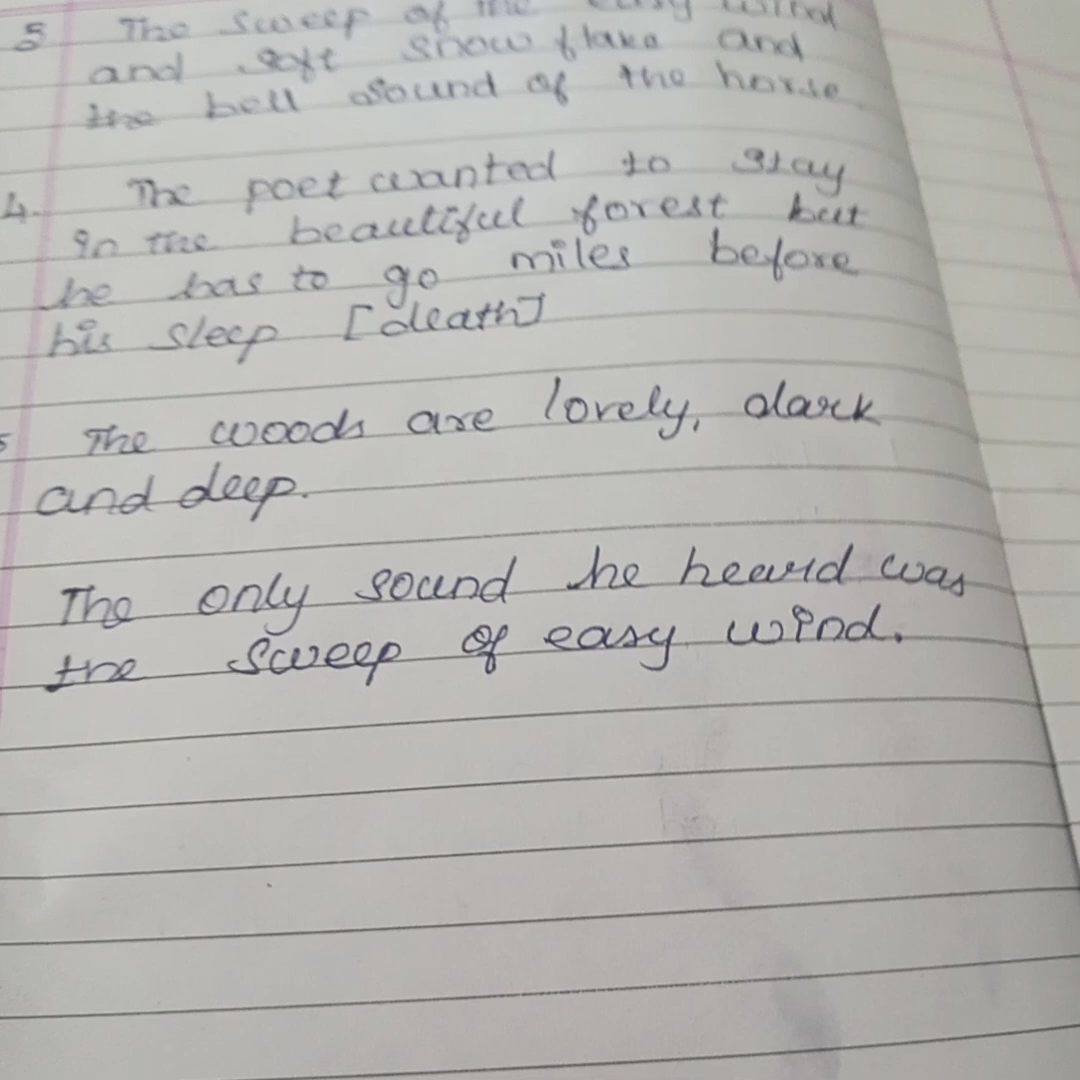 3 The sweep of the easy wind
and soft snow flake and
the bell sound of the horse.
4. The poet wanted to stay
in the beautiful forest but
he has to go miles before
his sleep [death]
5 The woods are lovely, dark
and deep.
The only sound he heard was
the sweep of easy wind.